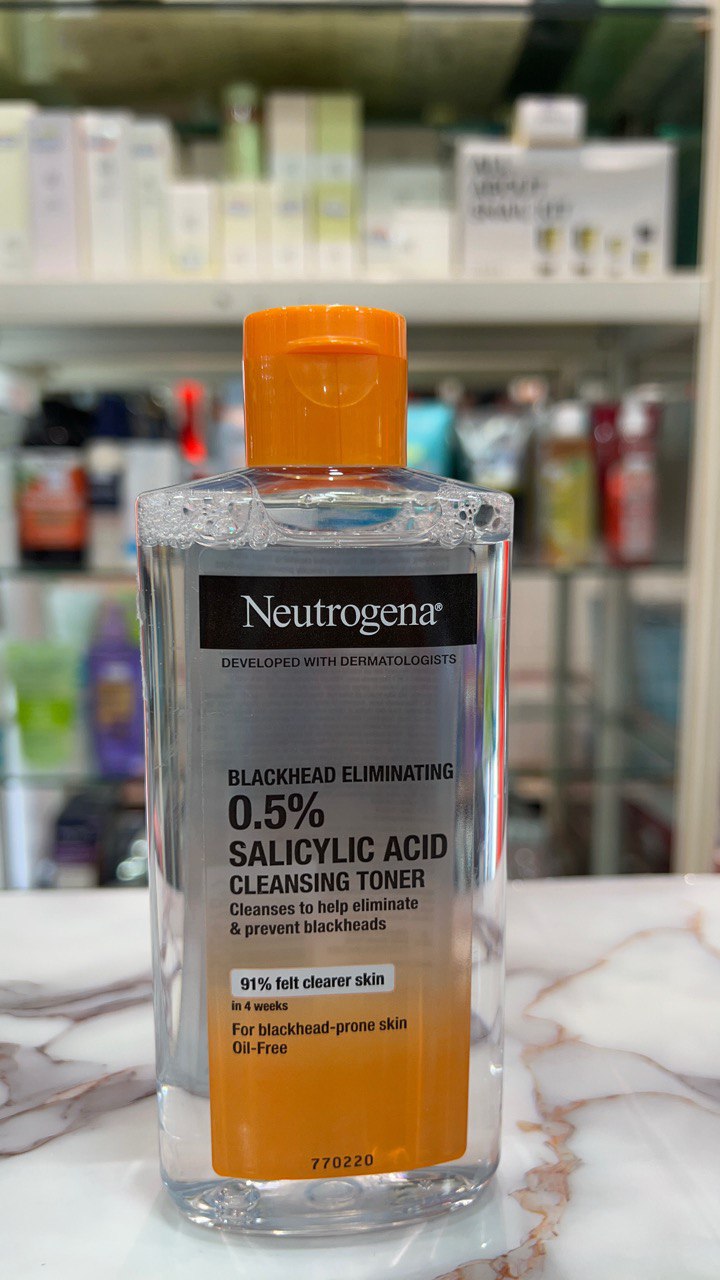 Neutrogena®
DEVELOPED WITH DERMATOLOGISTS
BLACKHEAD ELIMINATING
0.5%
SALICYLIC ACID
CLEANSING TONER
Cleanses to help eliminate
& prevent blackheads
91% felt clearer skin
in 4 weeks
For blackhead-prone skin
Oil-Free
770220